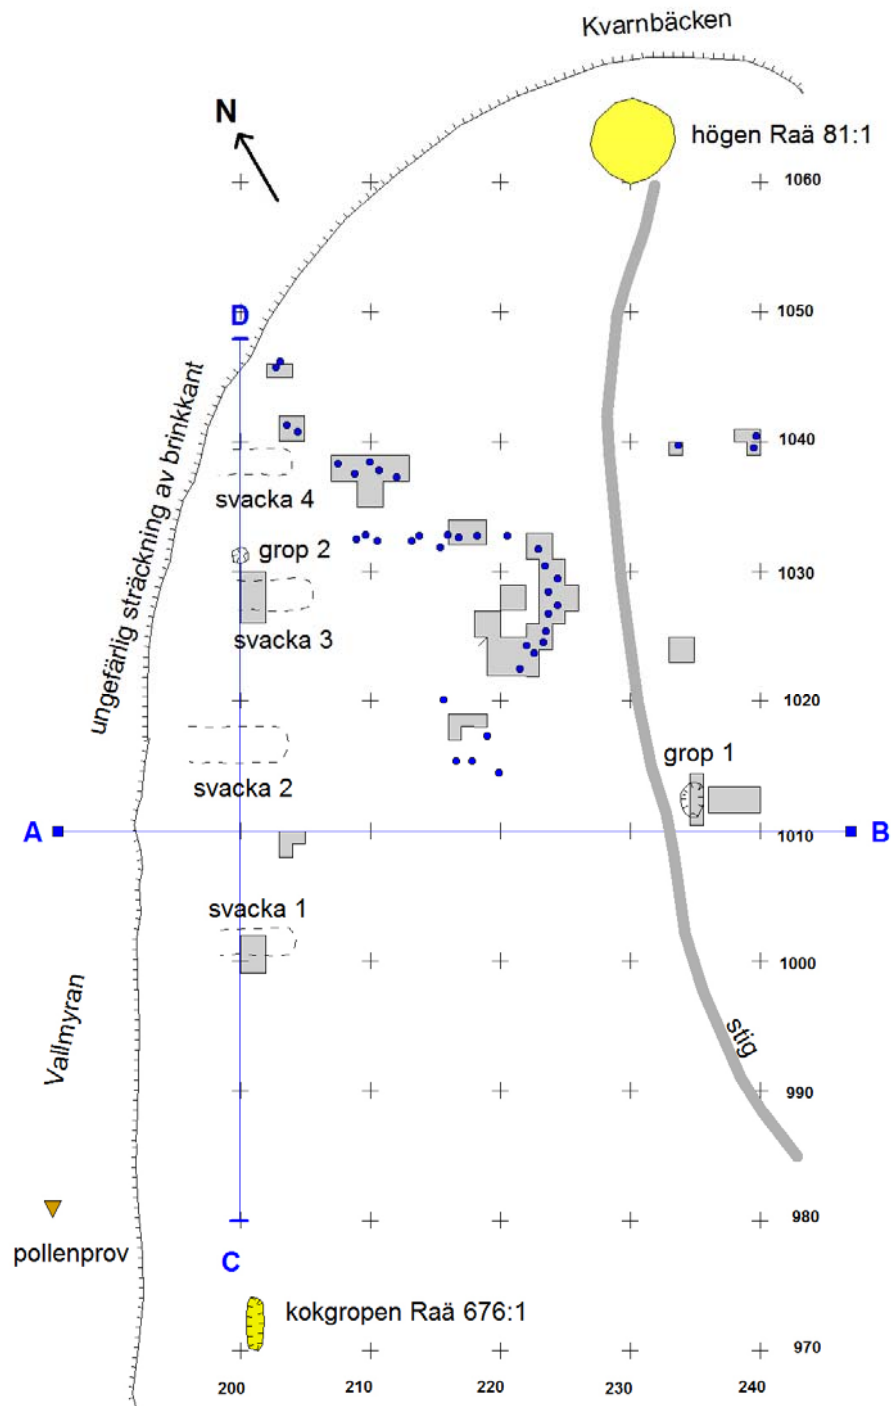 Kvarnbäcken
N
högen Raä 81:1
1060
D
1050
ungefärlig sträckning av brinkkant
1040
svacka 4
grop 2
1030
svacka 3
1020
grop 1
svacka 2
A
B
1010
svacka 1
1000
Vallmyran
stig
990
980
pollenprov
C
kokgropen Raä 676:1
970
200 210 220 230 240